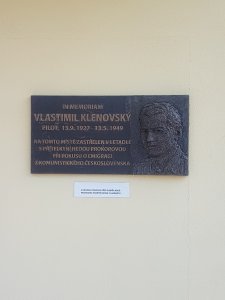 IN MEMORIAM
VLASTIMIL KLENOVSKÝ
PILOT, 13.9.1927 - 33.5.1949
NA TOMTO MÍSTĚ ZASTŘELEN V LETADLE
S PŘÍTELKYNÍ HEDOU PROKOPOVOU
PŘI POKUSU O EMIGRACI
Z KOMUNISTICKÉHO ČESKOSLOVENSKA